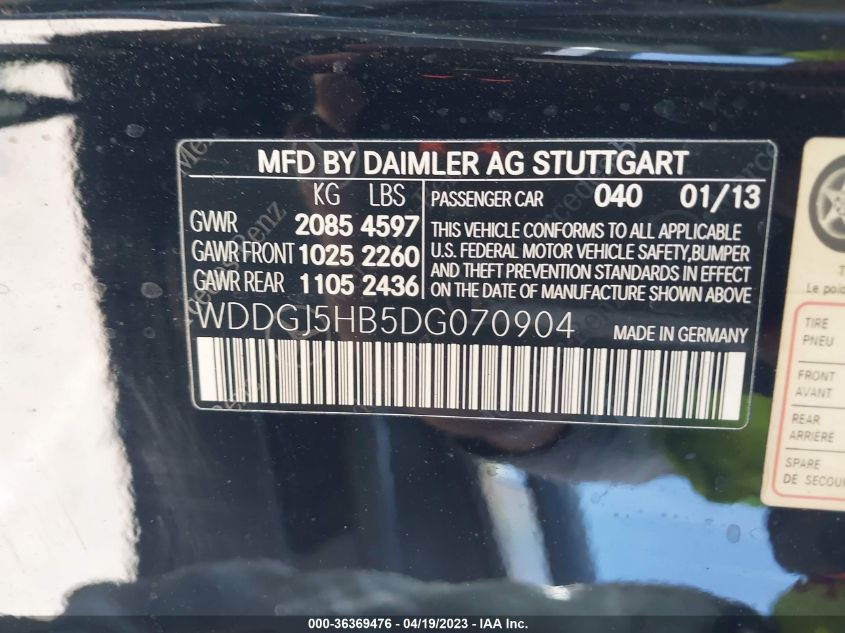 MFD BY DAIMLER AG STUTTGART
KG LBS
GVWR 2085 4597
GAWR FRONT 1025 2260
GAWR REAR 1105 2436
PASSENGER CAR 040 01/13
THIS VEHICLE CONFORMS TO ALL APPLICABLE
U.S. FEDERAL MOTOR VEHICLE SAFETY,BUMPER
AND THEFT PREVENTION STANDARDS IN EFFECT
ON THE DATE OF MANUFACTURE SHOWN ABOVE
WDDGJ5HB5DG070904
MADE IN GERMANY
Le poid
TIRE
PNEU
FRONT
AVANT
REAR
ARRIERE
SPARE
DE SECOU
000-36369476 - 04/19/2023 - IAA Inc.